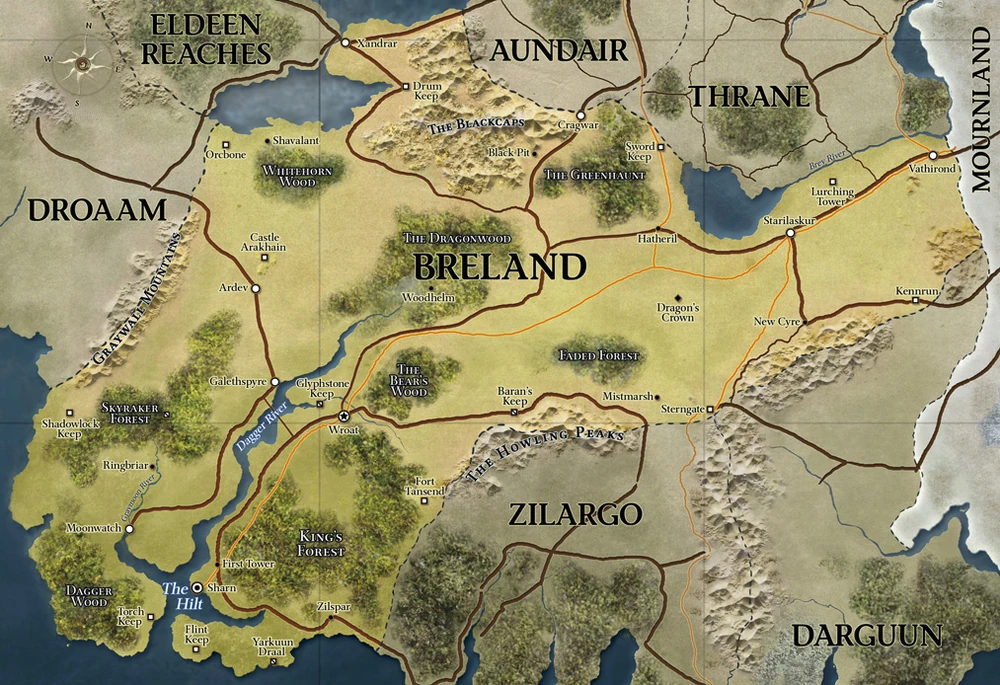 ELDEEN
REACHES
N
W
E
S
Xandrar
AUNDAIR
THRANE
MOURNLAND
Drum
Keep
THE BLACKCAPS
Cragwar
Black Pit
Sword
Keep
THE GREENHAUNT
Brey River
Vathirond
Lurching
Tower
Starilaskur
Orcbone
Shavalant
WHITEHORN
WOOD
DROAAM
GRAYWALL MOUNTAINS
Castle
Arakhain
Ardev
THE DRAGONWOOD
BRELAND
Woodhelm
Hatheril
Dragon's
Crown
New Cyre
Kennrun
FADED FOREST
Mistmarsh
Sterngate
Galethspyre
Glyphstone
Keep
THE
BEAR'S
WOOD
Baran's
Keep
Wroat
Dagger River
SKYRAKER
FOREST
Shadowlock
Keep
Ringbriar
Moonwatch
THE HOWLING PEAKS
Fort
Tansend
ZILARGO
KING'S
FOREST
First Tower
The
Hilt
Sharn
DAGGER
WOOD
Torch
Keep
Flint
Keep
Zilspar
Yarkuun
Draal
DARGUUN